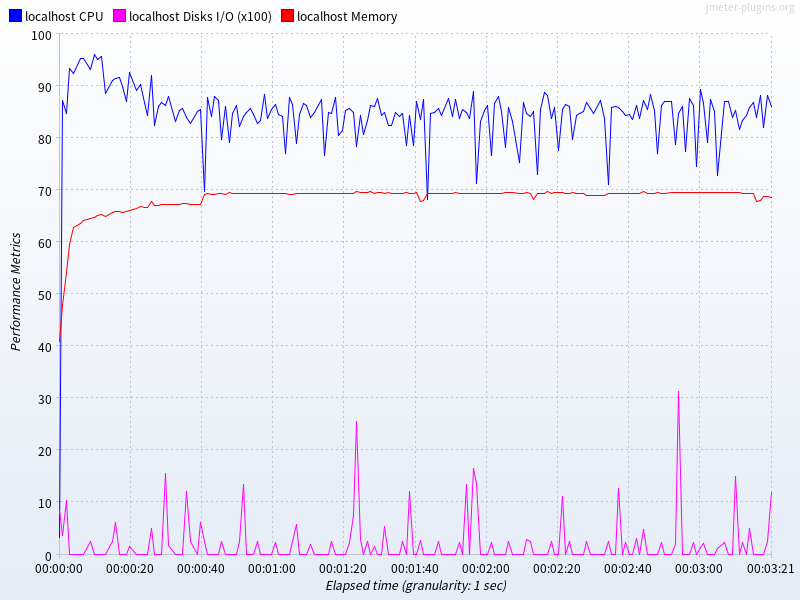 jmeter-plugins.org
localhost CPU localhost Disks I/O (x100) localhost Memory
100
90
80
70
60
50
40
30
20
10
0
Performance Metrics
00:00:00 00:00:20 00:00:40 00:01:00 00:01:20 00:01:40 00:02:00 00:02:20 00:02:40 00:03:00 00:03:21
Elapsed time (granularity: 1 sec)